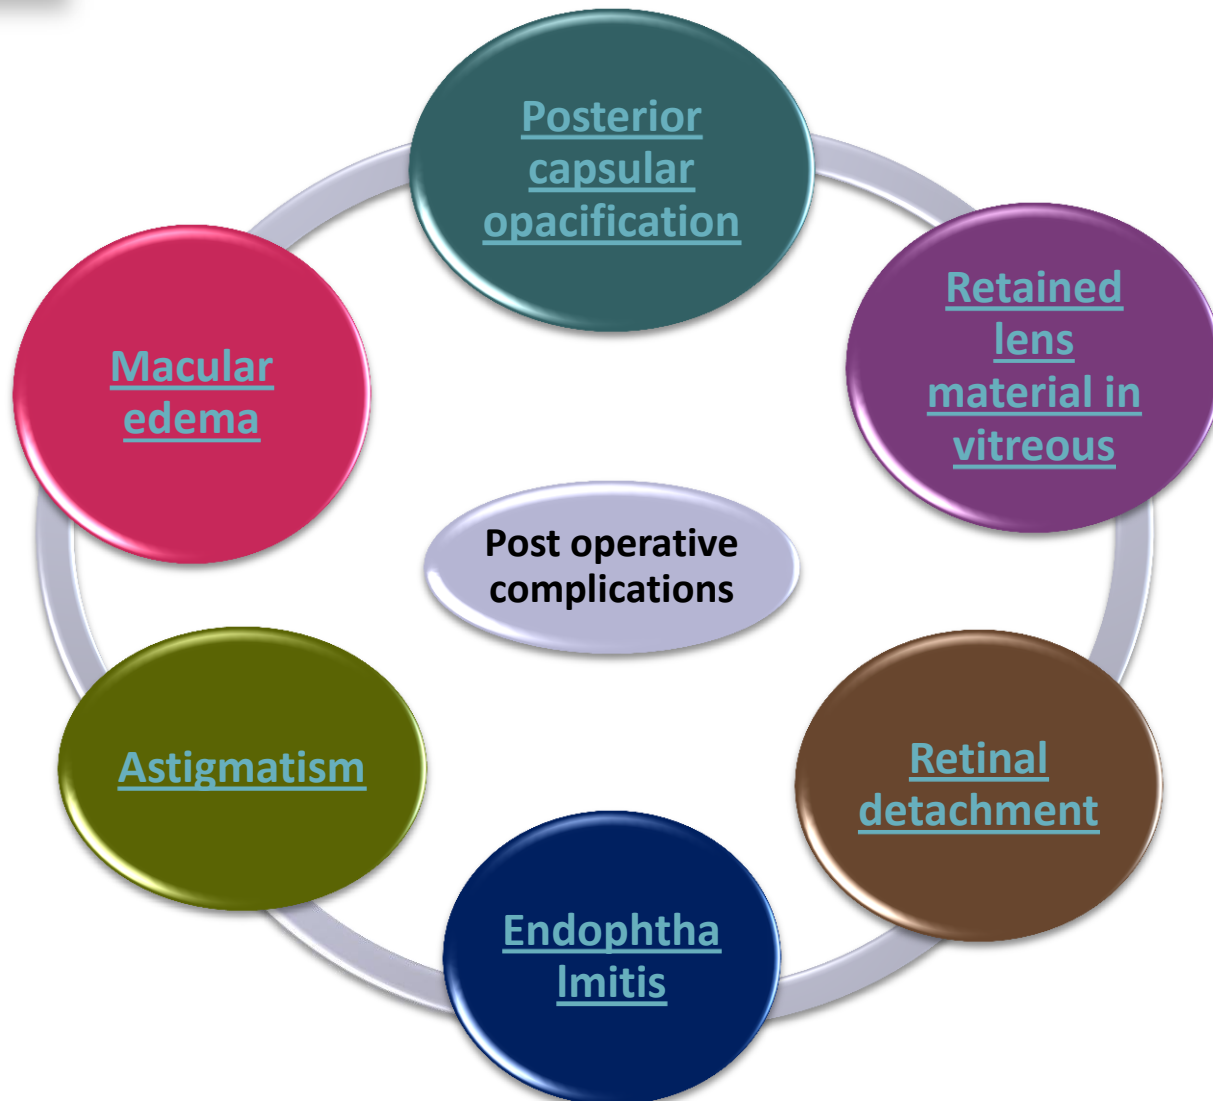 Posterior
capsular
opacification
Retained
lens
material in
vitreous
Macular
edema
Post operative
complications
Astigmatism
Retinal
detachment
Endophtha
lmitis